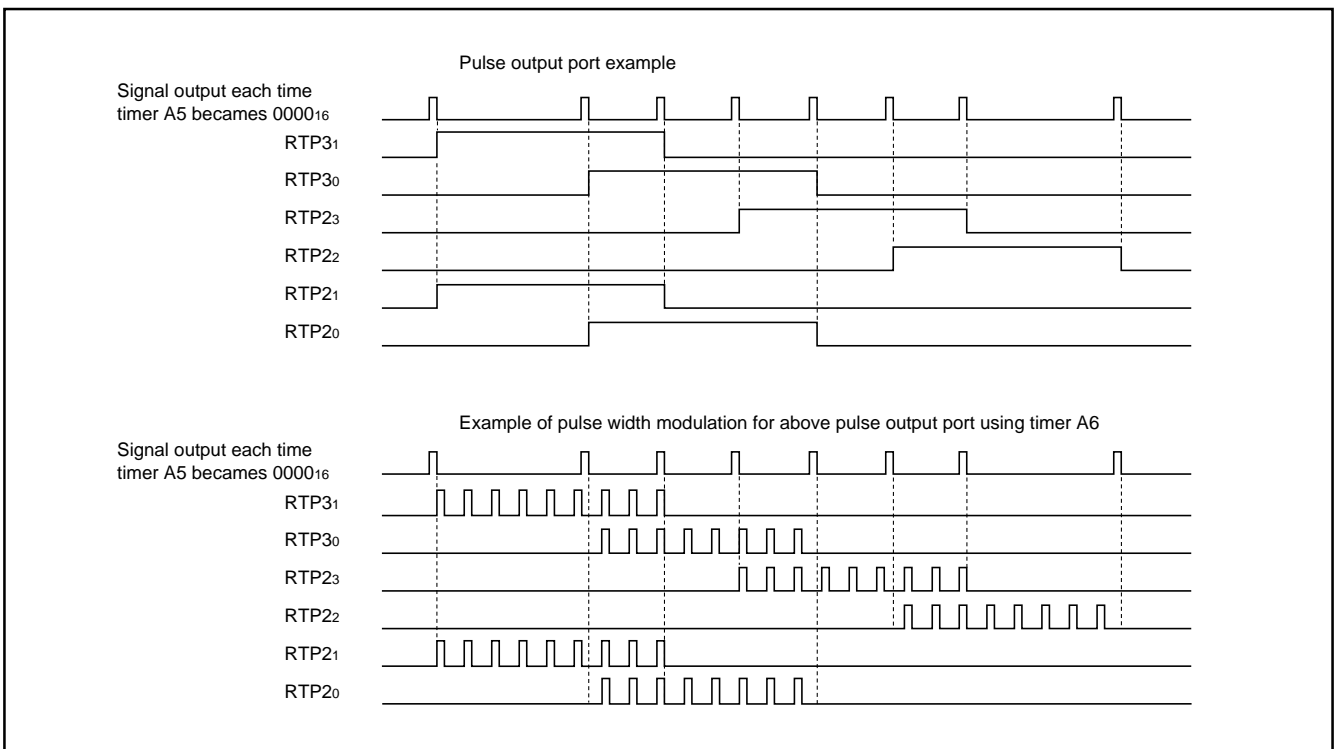 Pulse output port example
Signal output each time
timer A5 becames 0000₁₆
RTP3₁
RTP3₀
RTP2₃
RTP2₂
RTP2₁
RTP2₀
Example of pulse width modulation for above pulse output port using timer A6
Signal output each time
timer A5 becames 0000₁₆
RTP3₁
RTP3₀
RTP2₃
RTP2₂
RTP2₁
RTP2₀